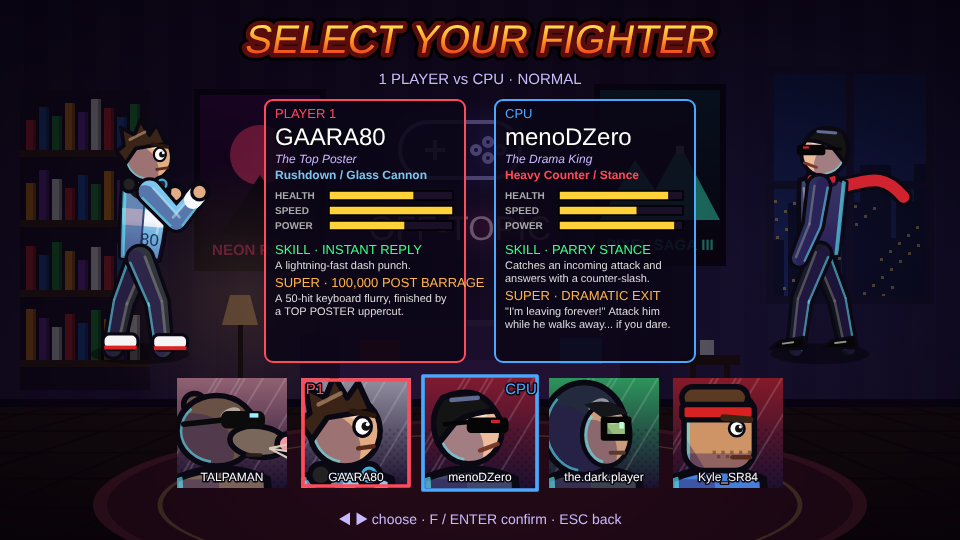 SELECT YOUR FIGHTER
1 PLAYER vs CPU · NORMAL
PLAYER 1
GAARA80
The Top Poster
Rushdown / Glass Cannon
HEALTH
SPEED
POWER
SKILL · INSTANT REPLY
A lightning-fast dash punch.
SUPER · 100,000 POST BARRAGE
A 50-hit keyboard flurry, finished by
a TOP POSTER uppercut.
CPU
menoDZero
The Drama King
Heavy Counter / Stance
HEALTH
SPEED
POWER
SKILL · PARRY STANCE
Catches an incoming attack and
answers with a counter-slash.
SUPER · DRAMATIC EXIT
"I'm leaving forever!" Attack him
while he walks away... if you dare.
80
NEON
SAGA III
P1
CPU
TALPAMAN
GAARA80
menoDZero
the.dark.player
Kyle_SR84
◀ ▶ choose · F / ENTER confirm · ESC back